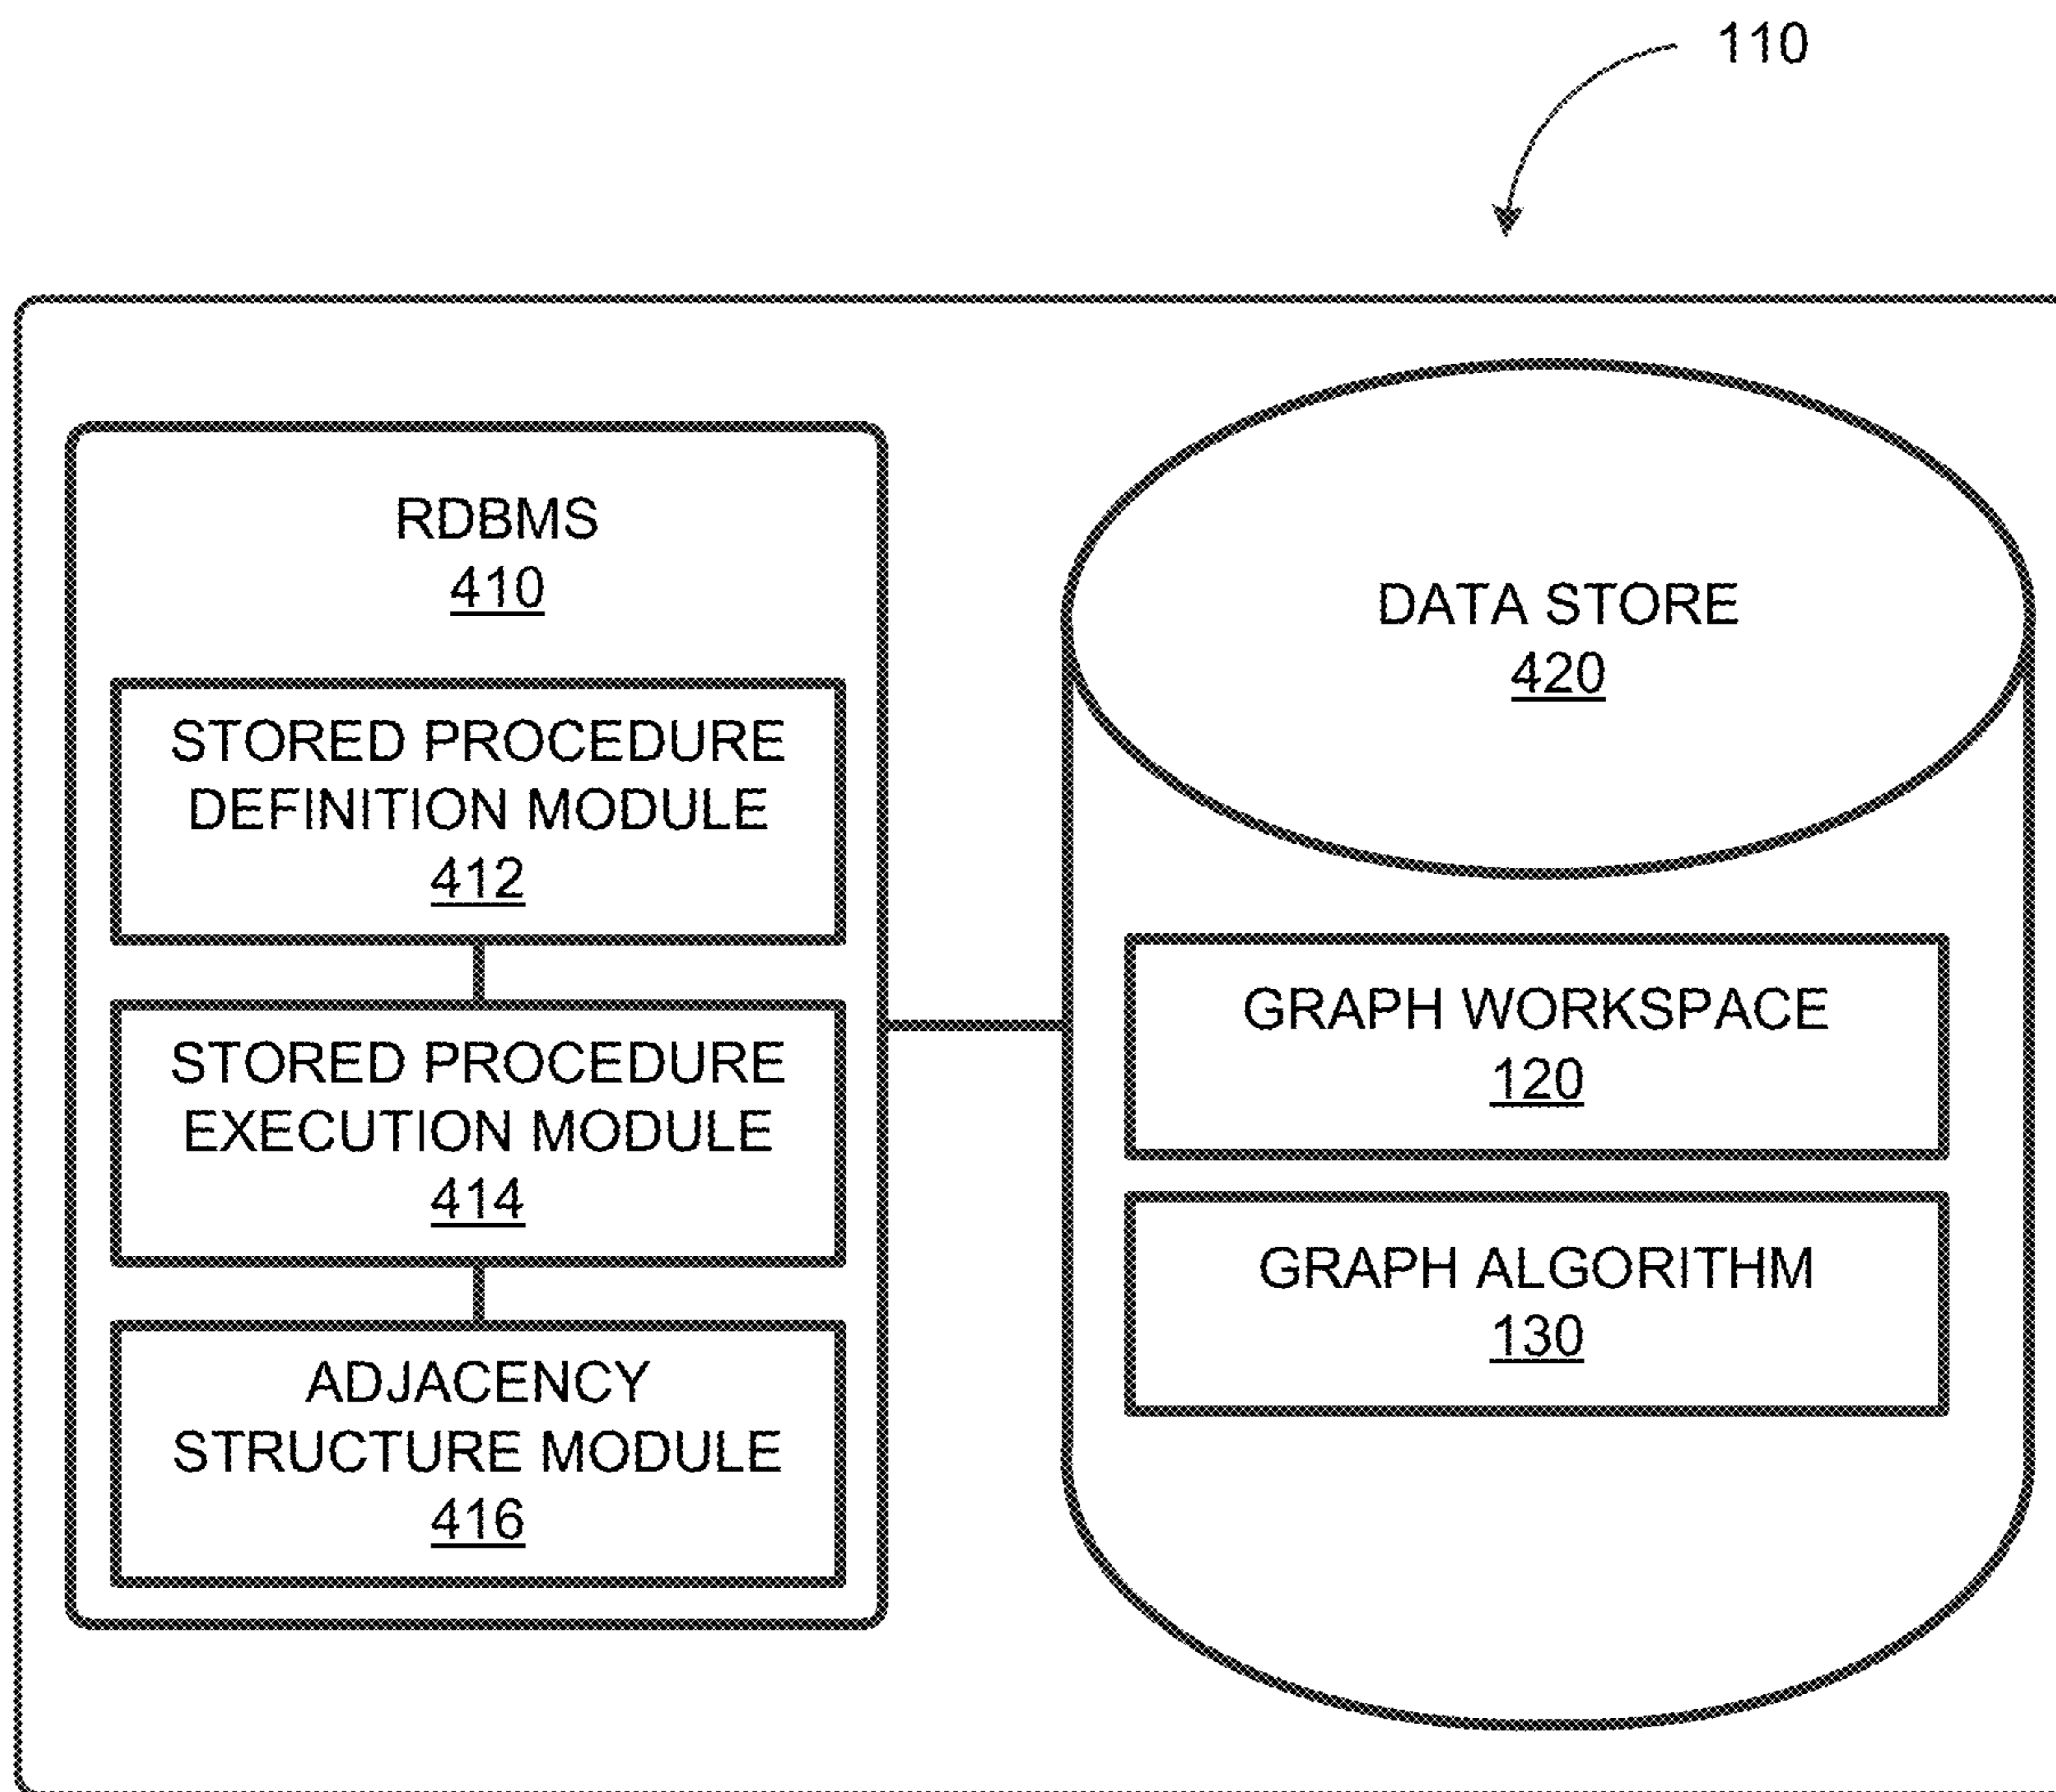 110
RDBMS
410
STORED PROCEDURE
DEFINITION MODULE
412
STORED PROCEDURE
EXECUTION MODULE
414
ADJACENCY
STRUCTURE MODULE
416
DATA STORE
420
GRAPH WORKSPACE
120
GRAPH ALGORITHM
130